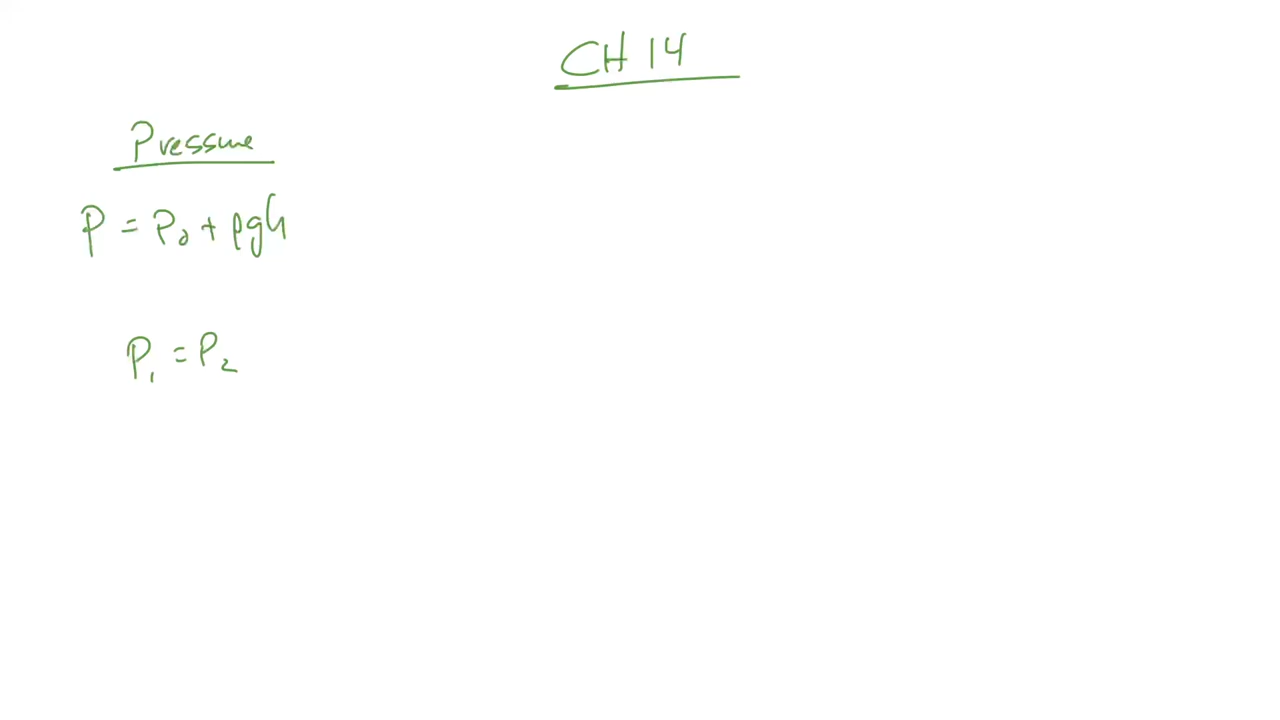 CH 14
Pressure
P = P₀ + ρgh
P₁ = P₂